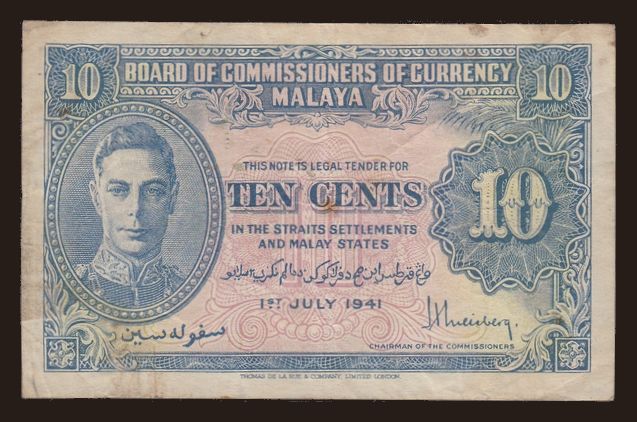 10 BOARD OF COMMISSIONERS OF CURRENCY 10
MALAYA
THIS NOTE IS LEGAL TENDER FOR
TEN CENTS
10
IN THE STRAITS SETTLEMENTS
AND MALAY STATES
1ST JULY 1941
سفوله سين
CHAIRMAN OF THE COMMISSIONERS
THOMAS DE LA RUE & COMPANY, LIMITED, LONDON.